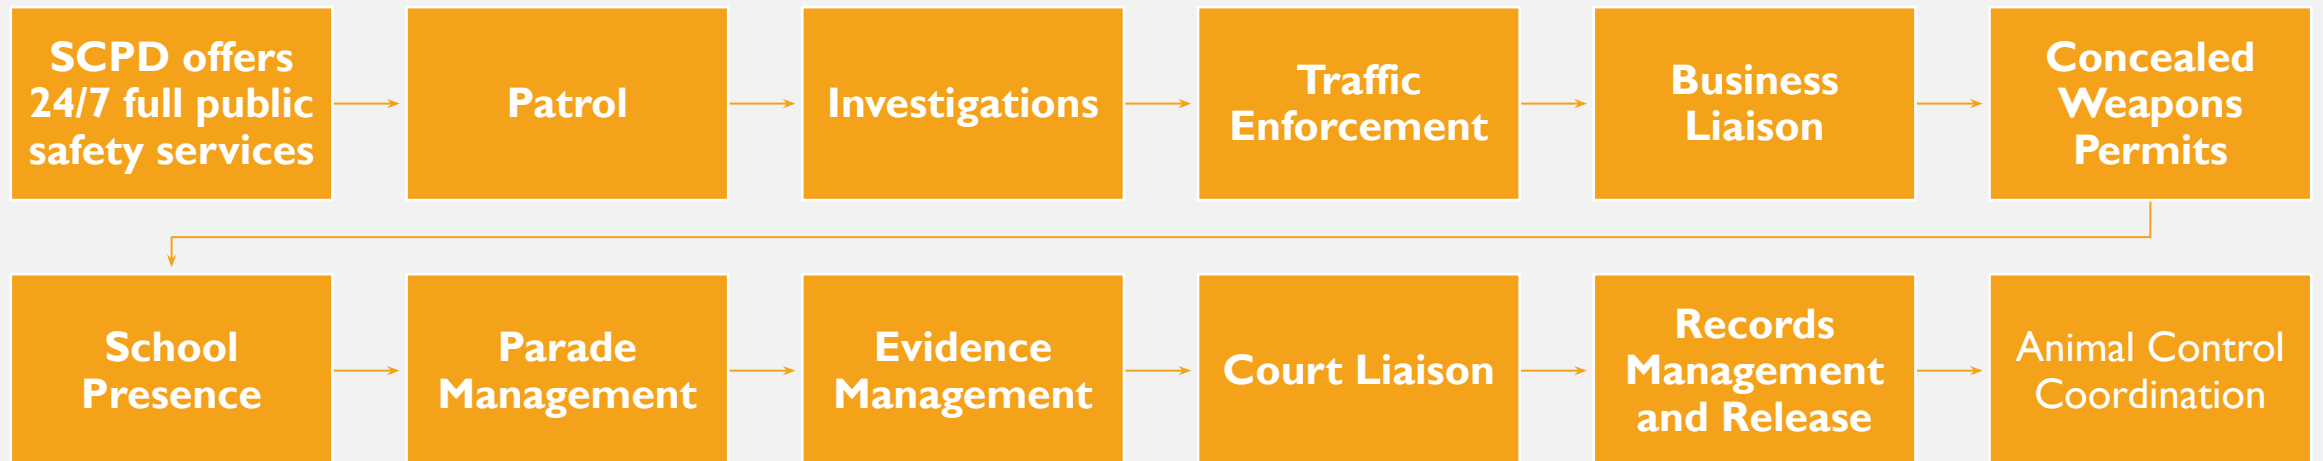 SCPD offers
24/7 full public
safety services
Patrol
Investigations
Traffic
Enforcement
Business
Liaison
Concealed
Weapons
Permits
School
Presence
Parade
Management
Evidence
Management
Court Liaison
Records
Management
and Release
Animal Control
Coordination